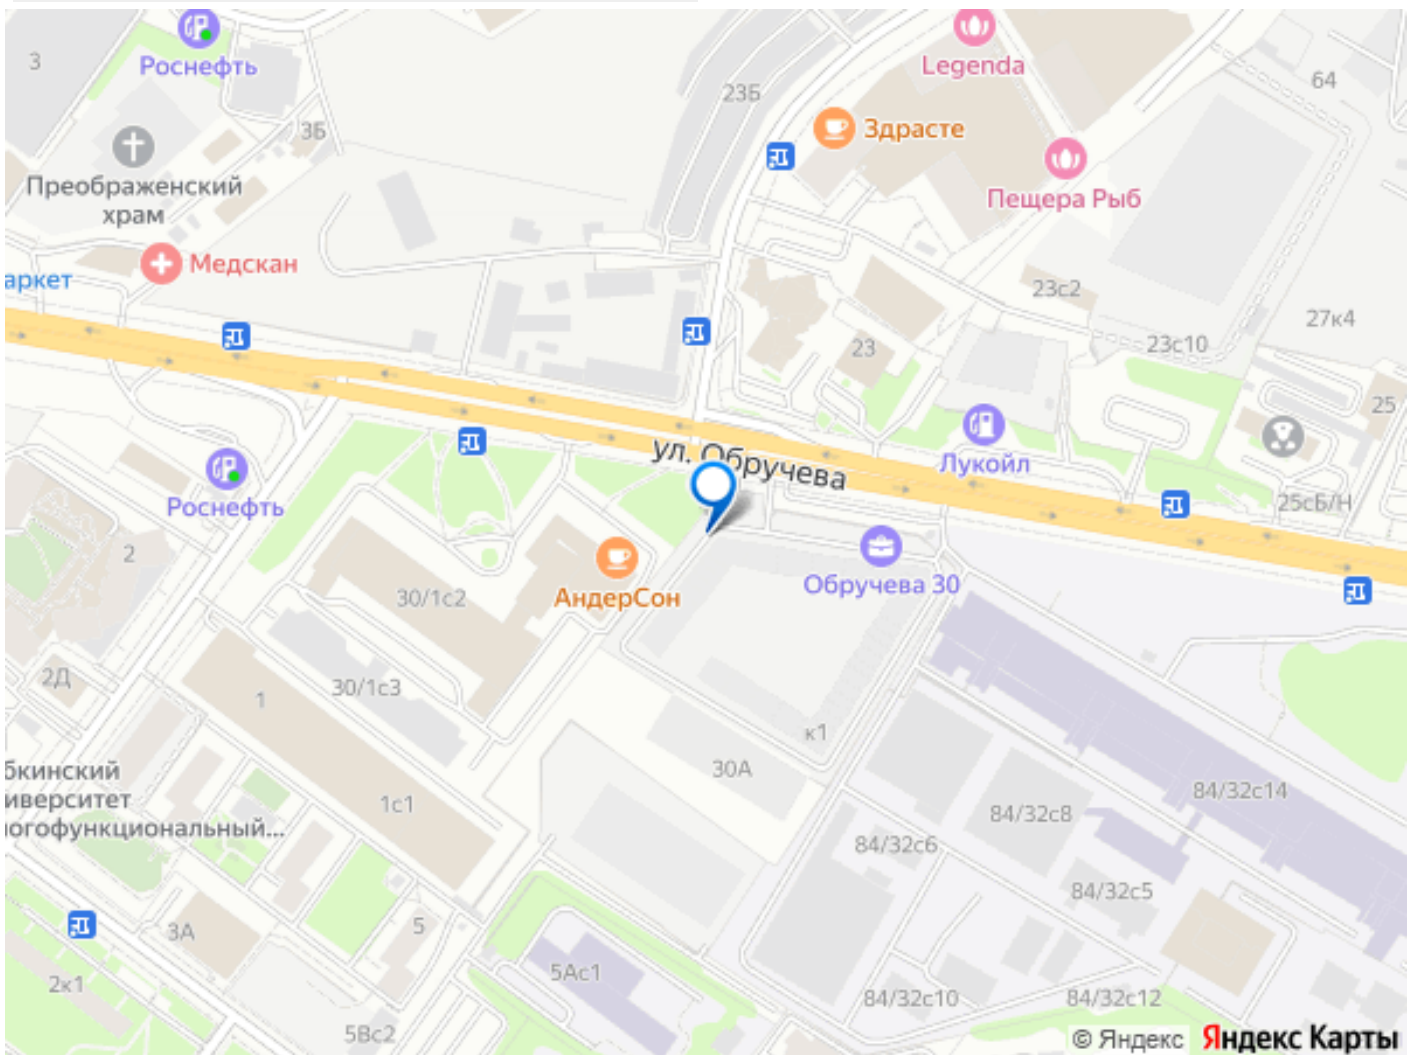 3
Роснефть
3Б
23Б
Legenda
64
Здрасте
Преображенский
храм
Пещера Рыб
Медскан
аркет
23с2
27к4
23с10
23
25
ул. Обручева
Лукойл
Роснефть
25сБ/Н
2
30/1с2
АндерСон
Обручева 30
2Д
1
30/1с3
к1
30А
бкинский
иверситет
огофункциональный...
1с1
84/32с14
84/32с8
84/32с6
84/32с5
3А
5
5Ас1
2к1
84/32с10
84/32с12
5Вс2
© Яндекс Яндекс Карты